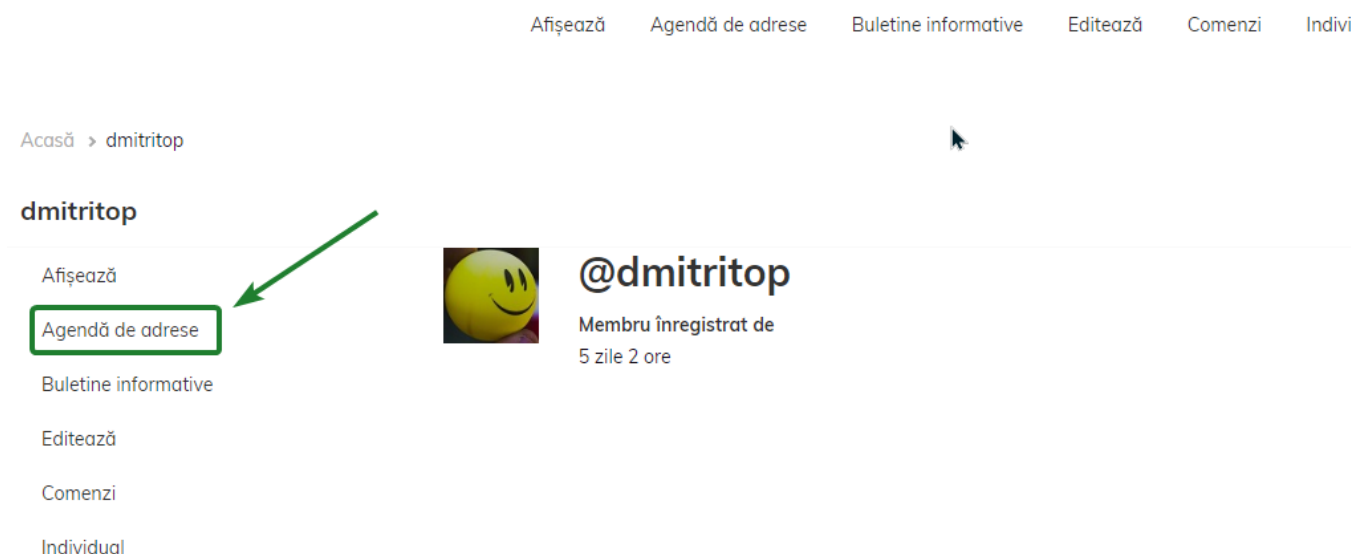 Afișează Agendă de adrese Buletine informative Editează Comenzi Indivi
Acasă > dmitritop
dmitritop
Afișează
Agendă de adrese
Buletine informative
Editează
Comenzi
Individual
@dmitritop
Membru înregistrat de
5 zile 2 ore